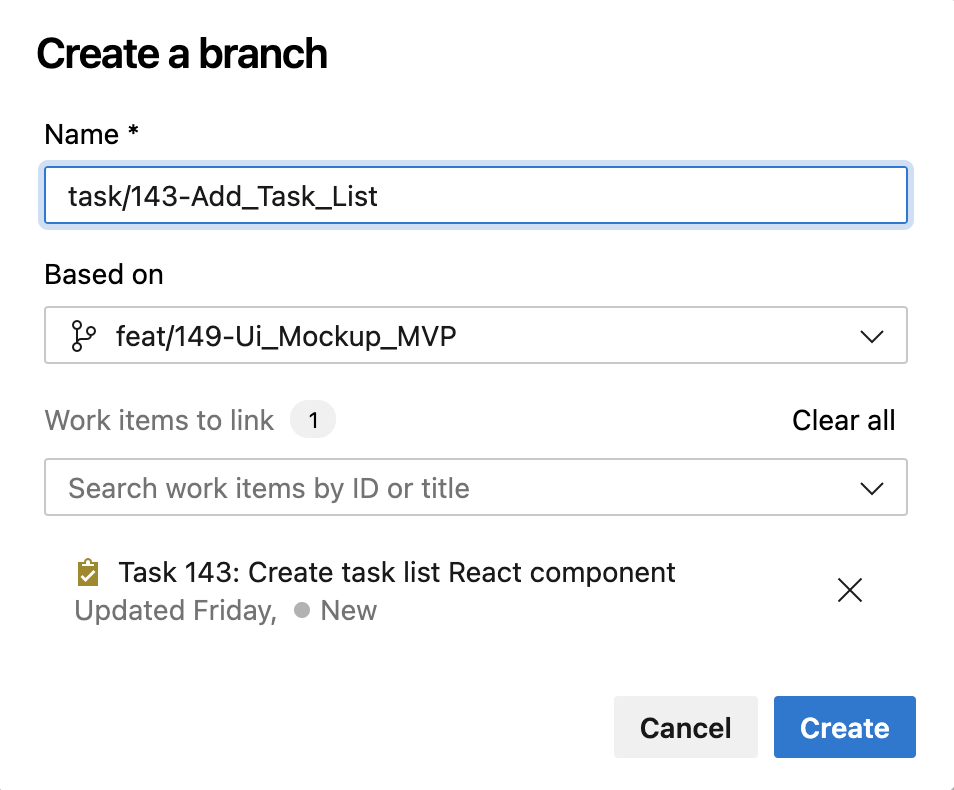 Create a branch
Name *
task/143-Add_Task_List
Based on
feat/149-Ui_Mockup_MVP
Work items to link 1 Clear all
Search work items by ID or title
Task 143: Create task list React component
Updated Friday, New
Cancel Create